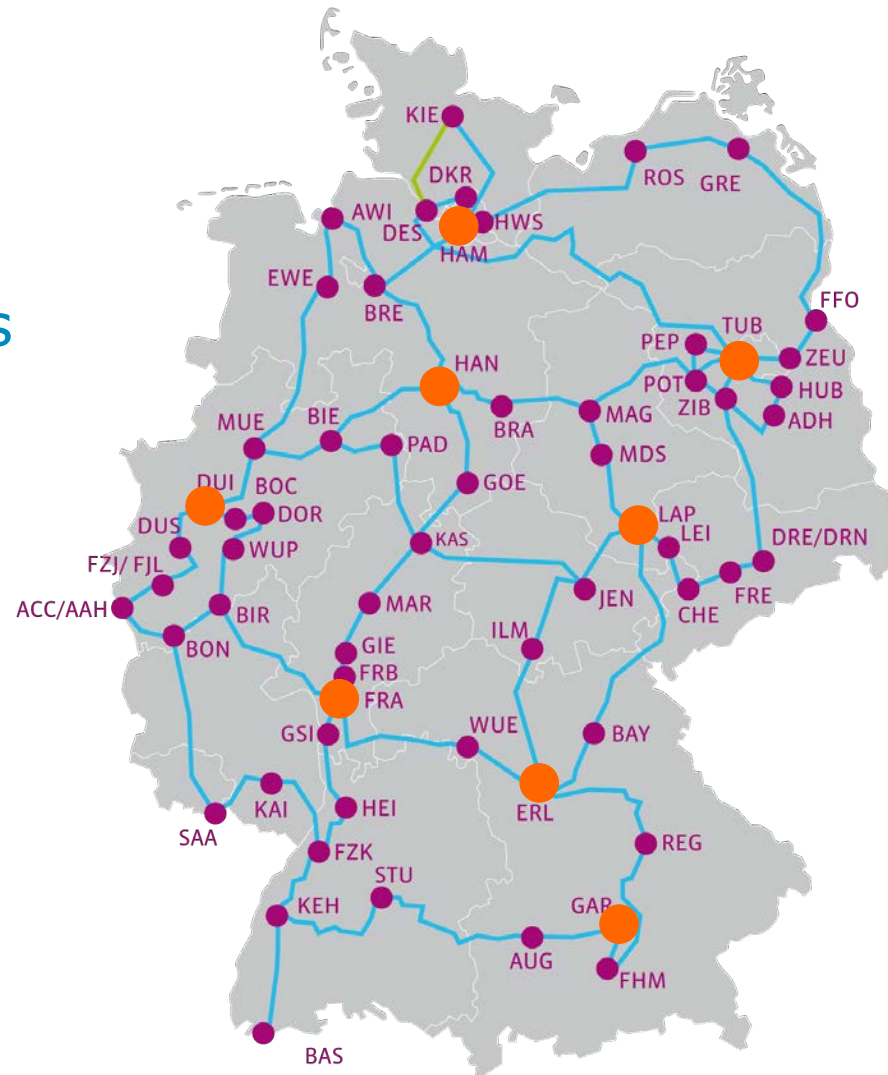 KIE
DKR
ROS
GRE
AWI
DES
HWS
HAM
EWE
BRE
FFO
S
TUB
PEP
HAN
ZEU
POT
HUB
ZIB
MUE
BIE
BRA
MAG
ADH
PAD
MDS
DUI
BOC
GOE
DOR
LAP
DUS
LEI
DRE/DRN
WUP
KAS
FZJ/ FJL
ACC/AAH
BIR
MAR
JEN
CHE
FRE
BON
GIE
ILM
FRB
FRA
GSI
WUE
BAY
KAI
HEI
ERL
SAA
REG
FZK
STU
KEH
GAR
AUG
FHM
BAS